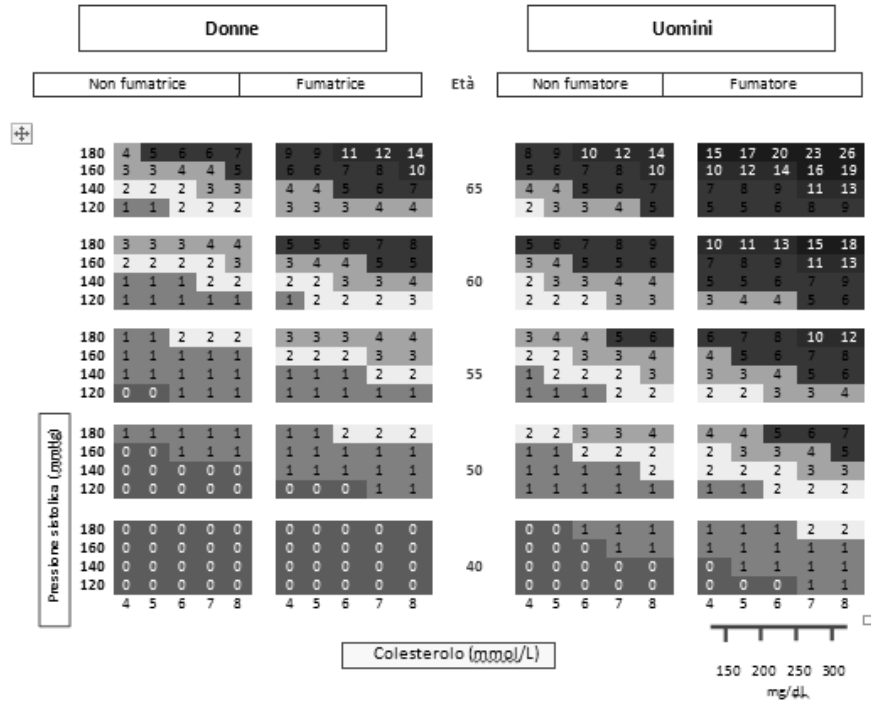 Donne Uomini
Non fumatrice Fumatrice Età Non fumatore Fumatore
180 4 5 6 6 7 9 9 11 12 14 8 9 10 12 14 15 17 20 23 26
160 3 3 4 4 5 6 6 7 8 10 5 6 7 8 10 10 12 14 16 19
65
140 2 2 2 3 3 4 4 5 6 7 4 4 5 6 7 7 8 9 11 13
120 1 1 2 2 2 3 3 3 4 4 2 3 3 4 5 5 5 6 8 9
180 3 3 3 4 4 5 5 6 7 8 5 6 7 8 9 10 11 13 15 18
160 2 2 2 2 3 3 4 4 5 5 3 4 5 5 6 7 8 9 11 13
60
140 1 1 1 2 2 2 2 3 3 4 2 3 3 4 4 5 5 6 7 9
120 1 1 1 1 1 1 2 2 2 3 2 2 2 3 3 3 4 4 5 6
180 1 1 2 2 2 3 3 3 4 4 3 4 4 5 6 6 7 8 10 12
160 1 1 1 1 1 2 2 2 3 3 2 2 3 3 4 4 5 6 7 8
55
140 1 1 1 1 1 1 1 1 2 2 1 2 2 2 3 3 3 4 5 6
120 0 0 1 1 1 1 1 1 1 1 1 1 1 2 2 2 2 3 3 4
180 1 1 1 1 1 1 1 2 2 2 2 2 3 3 4 4 4 5 6 7
160 0 0 1 1 1 1 1 1 1 1 1 1 2 2 2 2 3 3 4 5
50
140 0 0 0 0 0 1 1 1 1 1 1 1 1 1 2 2 2 2 3 3
120 0 0 0 0 0 0 0 0 1 1 1 1 1 1 1 1 1 2 2 2
180 0 0 0 0 0 0 0 0 0 0 0 0 1 1 1 1 1 1 2 2
160 0 0 0 0 0 0 0 0 0 0 0 0 0 1 1 1 1 1 1 1
40
140 0 0 0 0 0 0 0 0 0 0 0 0 0 0 0 0 1 1 1 1
120 0 0 0 0 0 0 0 0 0 0 0 0 0 0 0 0 0 0 1 1
4 5 6 7 8 4 5 6 7 8 4 5 6 7 8 4 5 6 7 8
Pressione sistolica (mmHg)
Colesterolo (mmol/L)
150 200 250 300
mg/dL